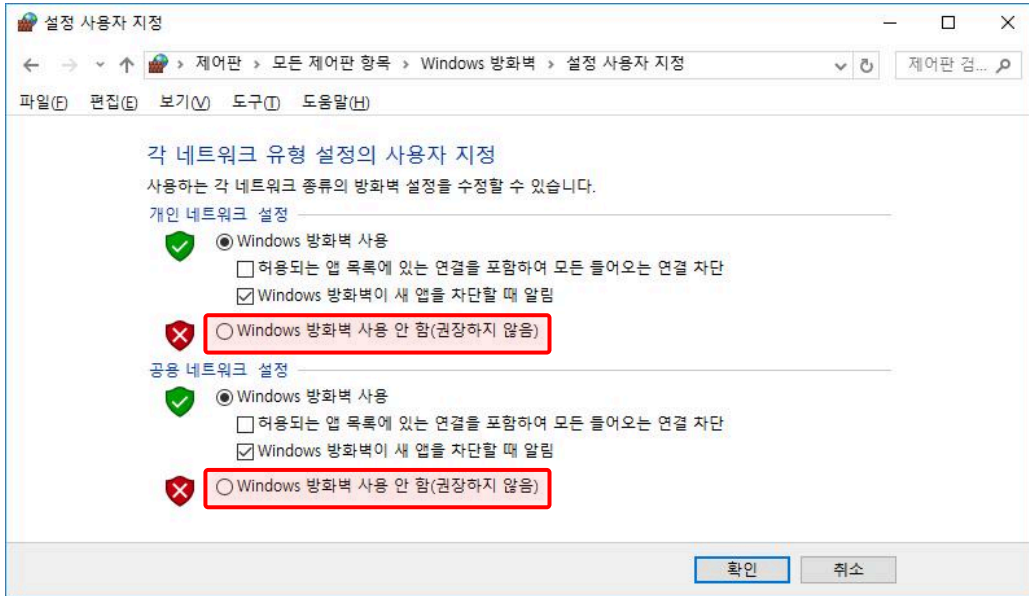 설정 사용자 지정
제어판 › 모든 제어판 항목 › Windows 방화벽 › 설정 사용자 지정
제어판 검...
파일(F) 편집(E) 보기(V) 도구(T) 도움말(H)
각 네트워크 유형 설정의 사용자 지정
사용하는 각 네트워크 종류의 방화벽 설정을 수정할 수 있습니다.
개인 네트워크 설정
Windows 방화벽 사용
허용되는 앱 목록에 있는 연결을 포함하여 모든 들어오는 연결 차단
Windows 방화벽이 새 앱을 차단할 때 알림
Windows 방화벽 사용 안 함(권장하지 않음)
공용 네트워크 설정
Windows 방화벽 사용
허용되는 앱 목록에 있는 연결을 포함하여 모든 들어오는 연결 차단
Windows 방화벽이 새 앱을 차단할 때 알림
Windows 방화벽 사용 안 함(권장하지 않음)
확인 취소